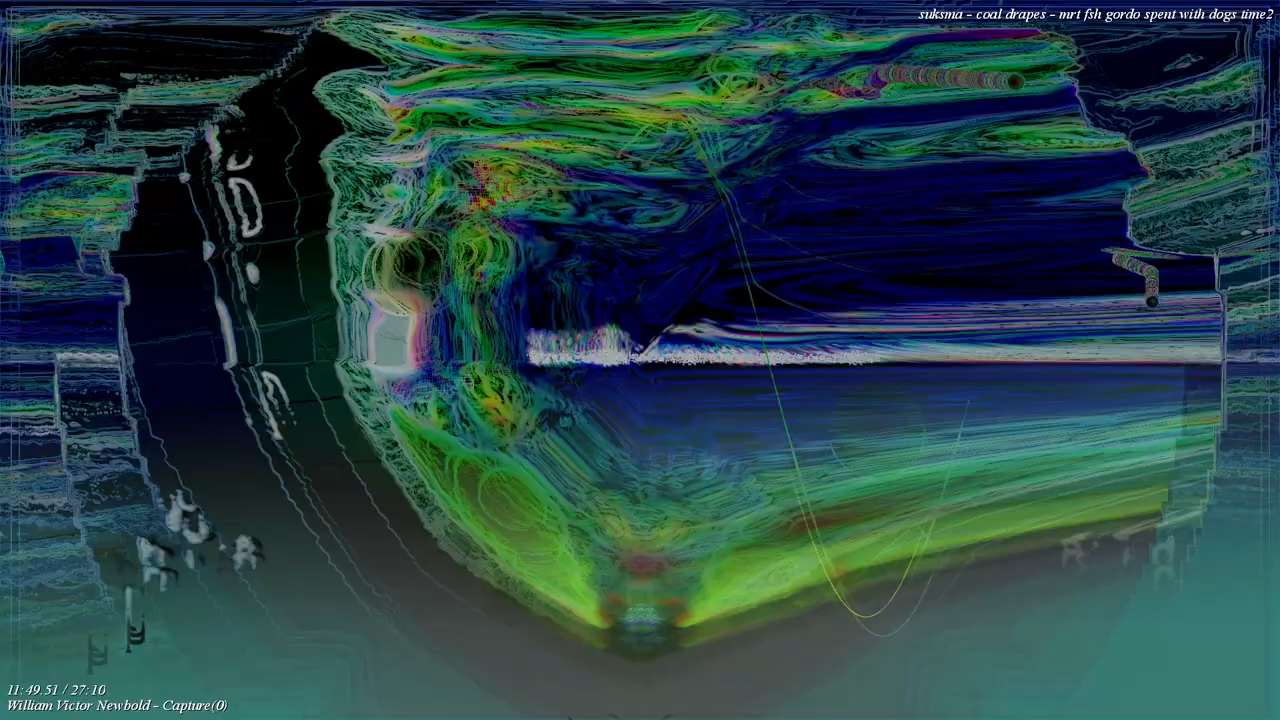 suksma - coal drapes - mrt fsh gordo spent with dogs time2
11:49.51 / 27:10
William Victor Newbold - Capture(0)